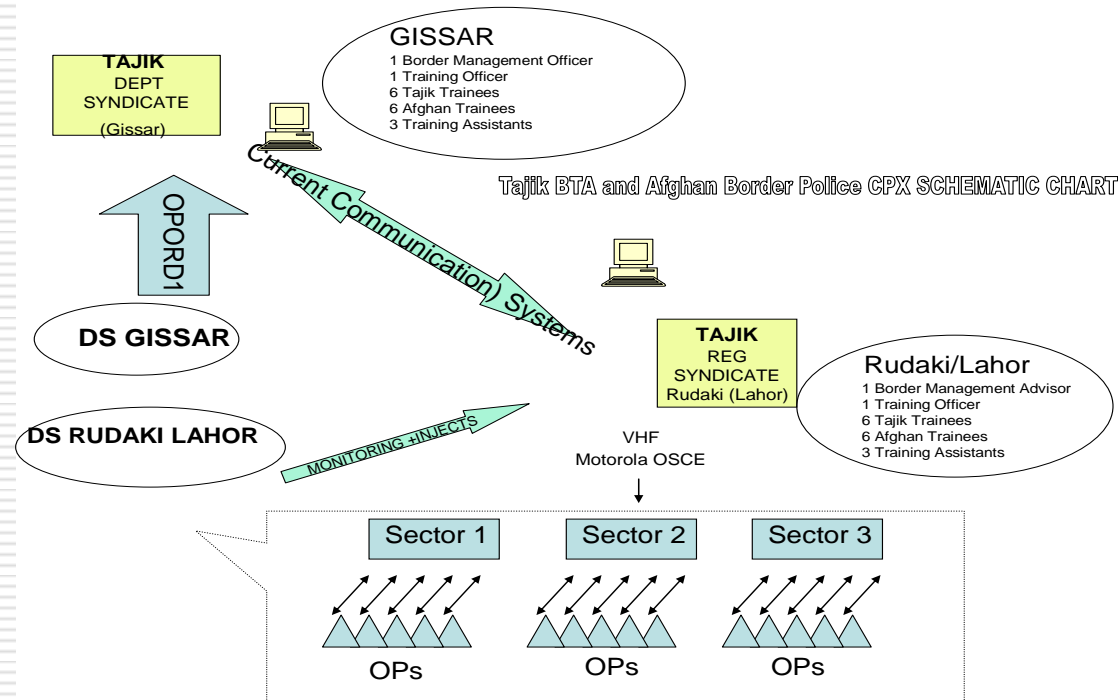 TAJIK
DEPT
SYNDICATE
(Gissar)
GISSAR
1 Border Management Officer
1 Training Officer
6 Tajik Trainees
6 Afghan Trainees
3 Training Assistants
Tajik BTA and Afghan Border Police CPX SCHEMATIC CHART
Current Communication) Systems
OPORD1
DS GISSAR
DS RUDAKI LAHOR
MONITORING +INJECTS
TAJIK
REG
SYNDICATE
Rudaki (Lahor)
Rudaki/Lahor
1 Border Management Advisor
1 Training Officer
6 Tajik Trainees
6 Afghan Trainees
3 Training Assistants
VHF
Motorola OSCE
Sector 1
Sector 2
Sector 3
OPs
OPs
OPs